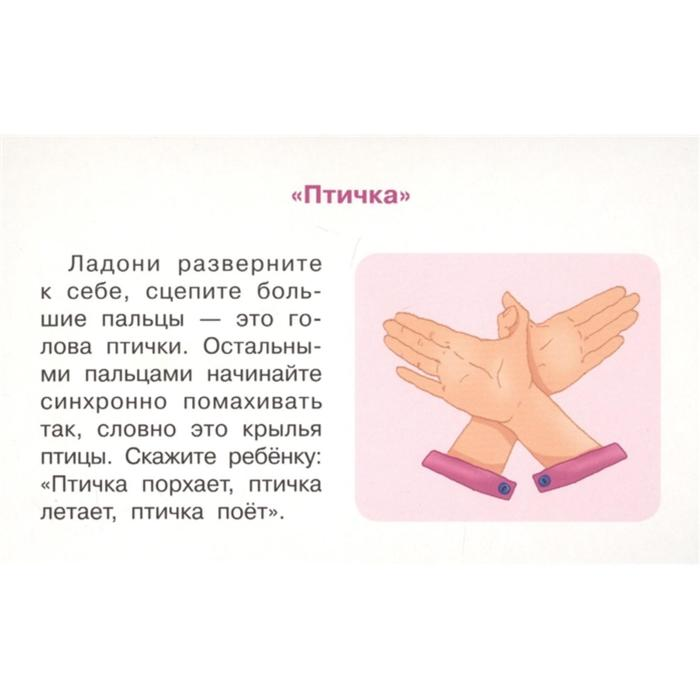 «Птичка»
Ладони разверните
к себе, сцепите боль-
шие пальцы — это го-
лова птички. Остальны-
ми пальцами начинайте
синхронно помахивать
так, словно это крылья
птицы. Скажите ребёнку:
«Птичка порхает, птичка
летает, птичка поёт».